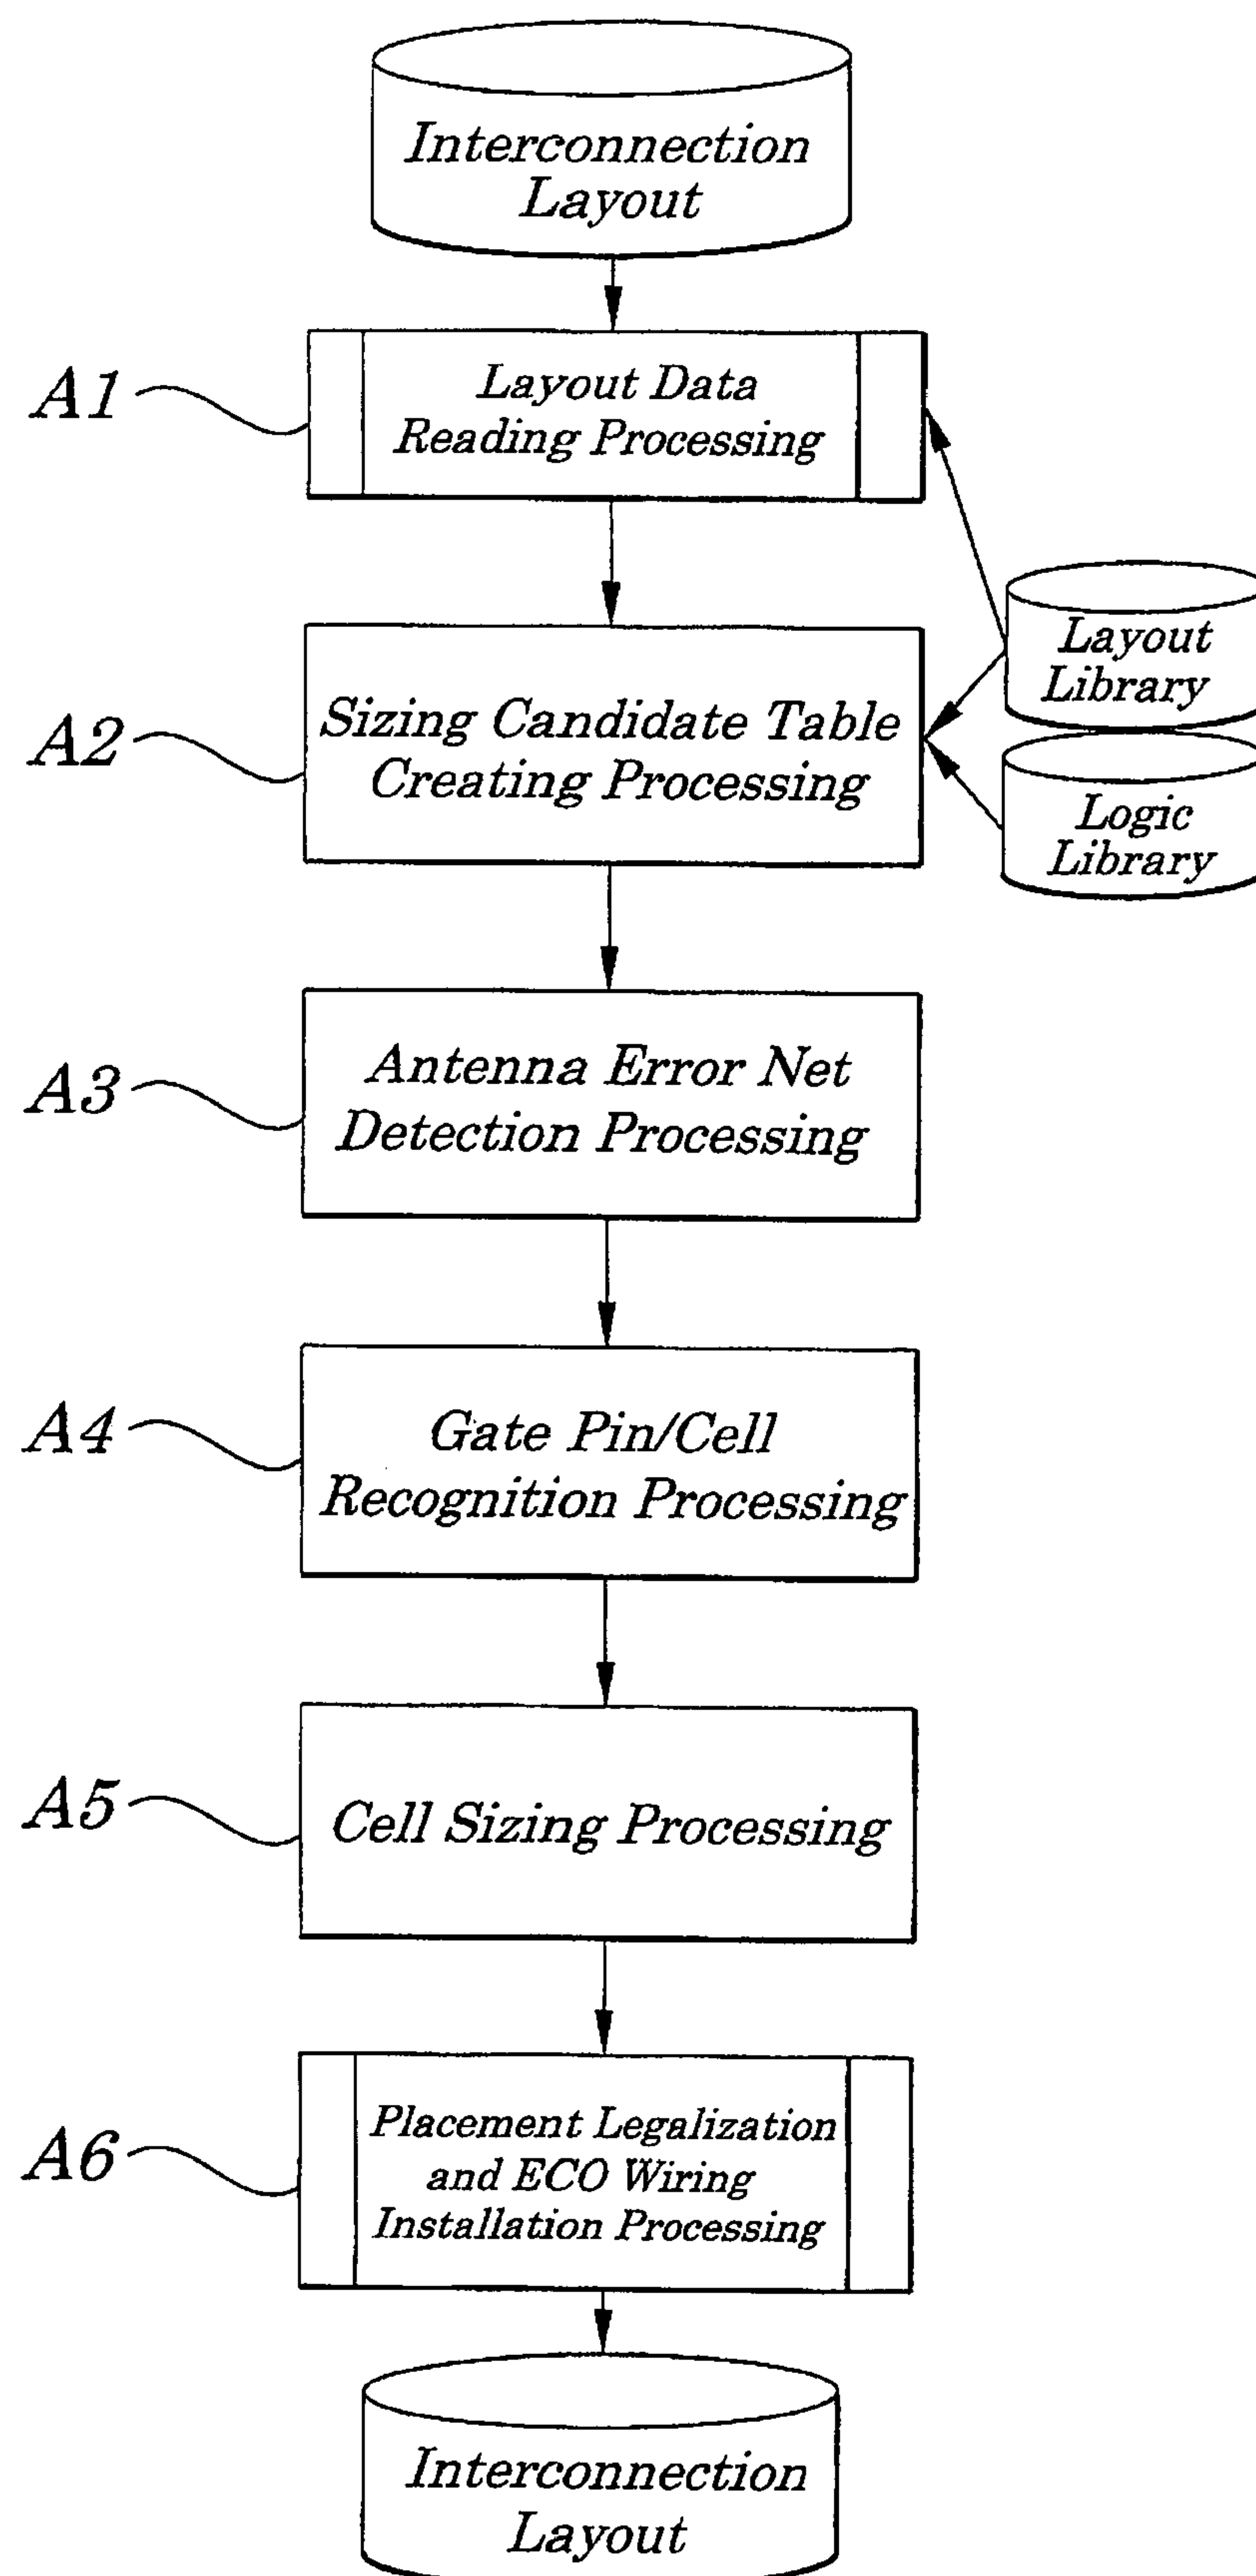 Interconnection
Layout
A1
Layout Data
Reading Processing
Layout
Library
A2
Sizing Candidate Table
Creating Processing
Logic
Library
A3
Antenna Error Net
Detection Processing
A4
Gate Pin/Cell
Recognition Processing
A5
Cell Sizing Processing
A6
Placement Legalization
and ECO Wiring
Installation Processing
Interconnection
Layout